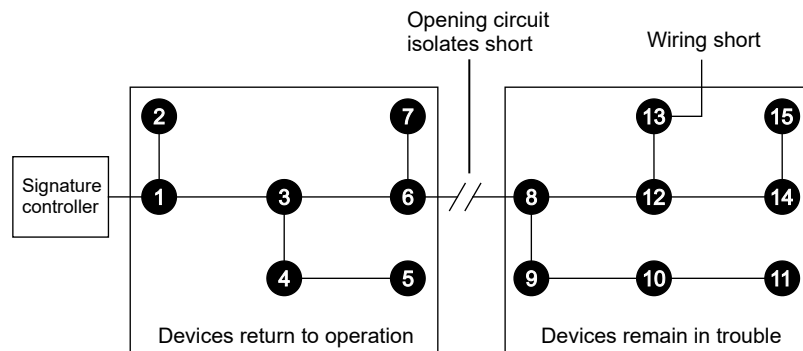 Opening circuit
isolates short
Wiring short
2
7
13
15
Signature
controller
1
3
6
8
12
14
4
5
9
10
11
Devices return to operation
Devices remain in trouble